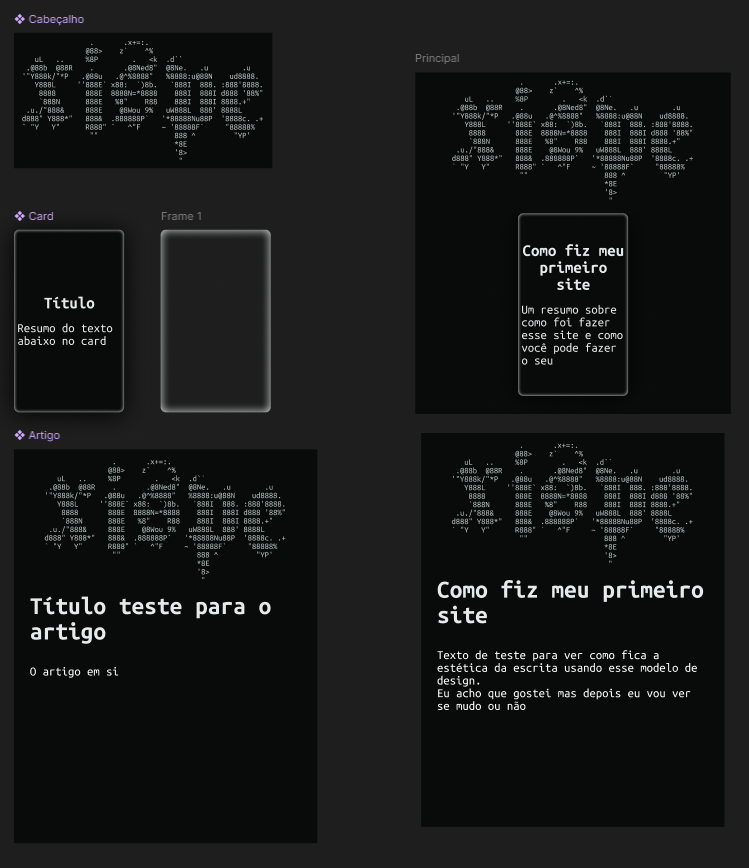 Cabeçalho
Principal
Card
Frame 1
Título
Resumo do texto
abaixo no card
Como fiz meu
primeiro
site
Um resumo sobre
como foi fazer
esse site e como
você pode fazer
o seu
Artigo
Título teste para o
artigo
O artigo em si
Como fiz meu primeiro
site
Texto de teste para ver como fica a
estética da escrita usando esse modelo de
design.
Eu acho que gostei mas depois eu vou ver
se mudo ou não